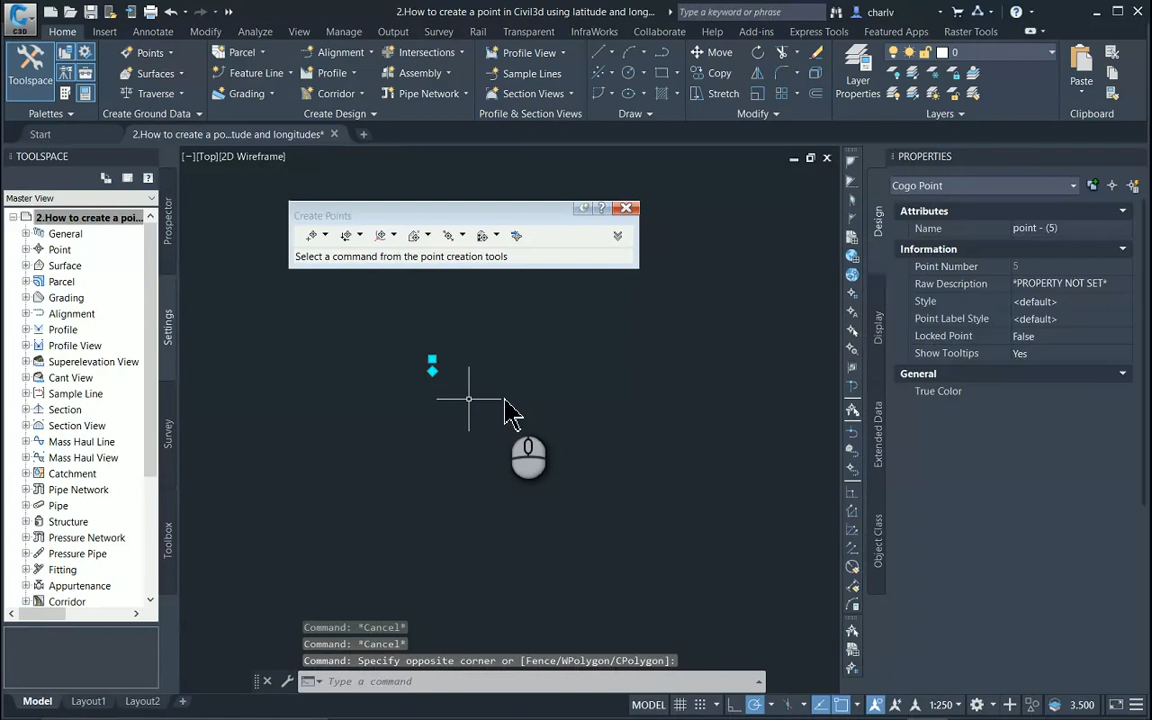 2.How to create a point in Civil3d using latitude and long...
Type a keyword or phrase
charlv
C3D
Home Insert Annotate Modify Analyze View Manage Output Survey Rail Transparent InfraWorks Collaborate Help Add-ins Express Tools Featured Apps Raster Tools
Toolspace
Points
Surfaces
Traverse
Parcel
Feature Line
Grading
Alignment
Profile
Corridor
Intersections
Assembly
Pipe Network
Profile View
Sample Lines
Section Views
Move
Copy
Stretch
Layer
Properties
0
Paste
Palettes
Create Ground Data
Create Design
Profile & Section Views
Draw
Modify
Layers
Clipboard
Start
2.How to create a po...tude and longitudes*
TOOLSPACE
Master View
2.How to create a poi...
General
Point
Surface
Parcel
Grading
Alignment
Profile
Profile View
Superelevation View
Cant View
Sample Line
Section
Section View
Mass Haul Line
Mass Haul View
Catchment
Pipe Network
Pipe
Structure
Pressure Network
Pressure Pipe
Fitting
Appurtenance
Corridor
Prospector
Settings
Survey
Toolbox
[−][Top][2D Wireframe]
Create Points
Select a command from the point creation tools
Command: *Cancel*
Command: *Cancel*
Command: Specify opposite corner or [Fence/WPolygon/CPolygon]:
Type a command
PROPERTIES
Cogo Point
Design
Display
Extended Data
Object Class
Attributes
Name point - (5)
Information
Point Number 5
Raw Description *PROPERTY NOT SET*
Style <default>
Point Label Style <default>
Locked Point False
Show Tooltips Yes
General
True Color
Model Layout1 Layout2
MODEL
1:250
3.500